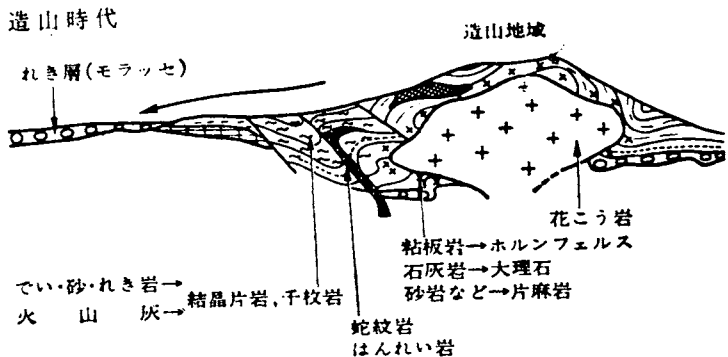 造山時代
造山地域
れき層(モラッセ)
花こう岩
粘板岩→ホルンフェルス
石灰岩→大理石
砂岩など→片麻岩
でい・砂・れき岩→
火山灰→
結晶片岩,千枚岩
蛇紋岩
はんれい岩